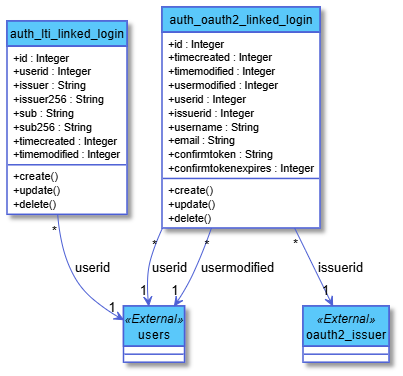 auth_lti_linked_login
+id : Integer
+userid : Integer
+issuer : String
+issuer256 : String
+sub : String
+sub256 : String
+timecreated : Integer
+timemodified : Integer
+create()
+update()
+delete()
auth_oauth2_linked_login
+id : Integer
+timecreated : Integer
+timemodified : Integer
+usermodified : Integer
+userid : Integer
+issuerid : Integer
+username : String
+email : String
+confirmtoken : String
+confirmtokenexpires : Integer
+create()
+update()
+delete()
*
*
*
*
userid
userid
usermodified
issuerid
1
1
1
1
«External»
users
«External»
oauth2_issuer